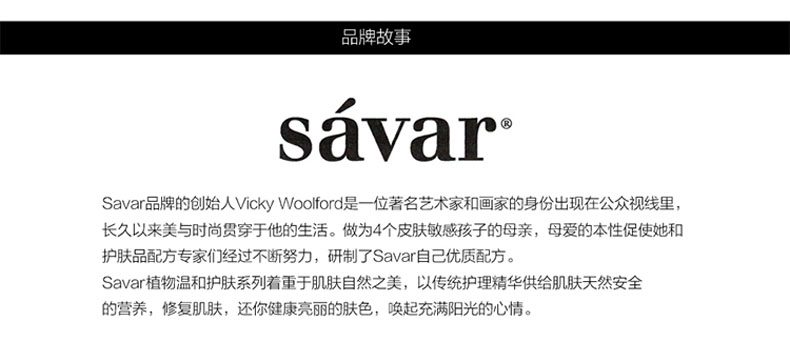 品牌故事
sávar®
Savar品牌的创始人Vicky Woolford是一位著名艺术家和画家的身份出现在公众视线里，
长久以来美与时尚贯穿于他的生活。做为4个皮肤敏感孩子的母亲，母爱的本性促使她和
护肤品配方专家们经过不断努力，研制了Savar自己优质配方。
Savar植物温和护肤系列着重于肌肤自然之美，以传统护理精华供给肌肤天然安全
的营养，修复肌肤，还你健康亮丽的肤色，唤起充满阳光的心情。